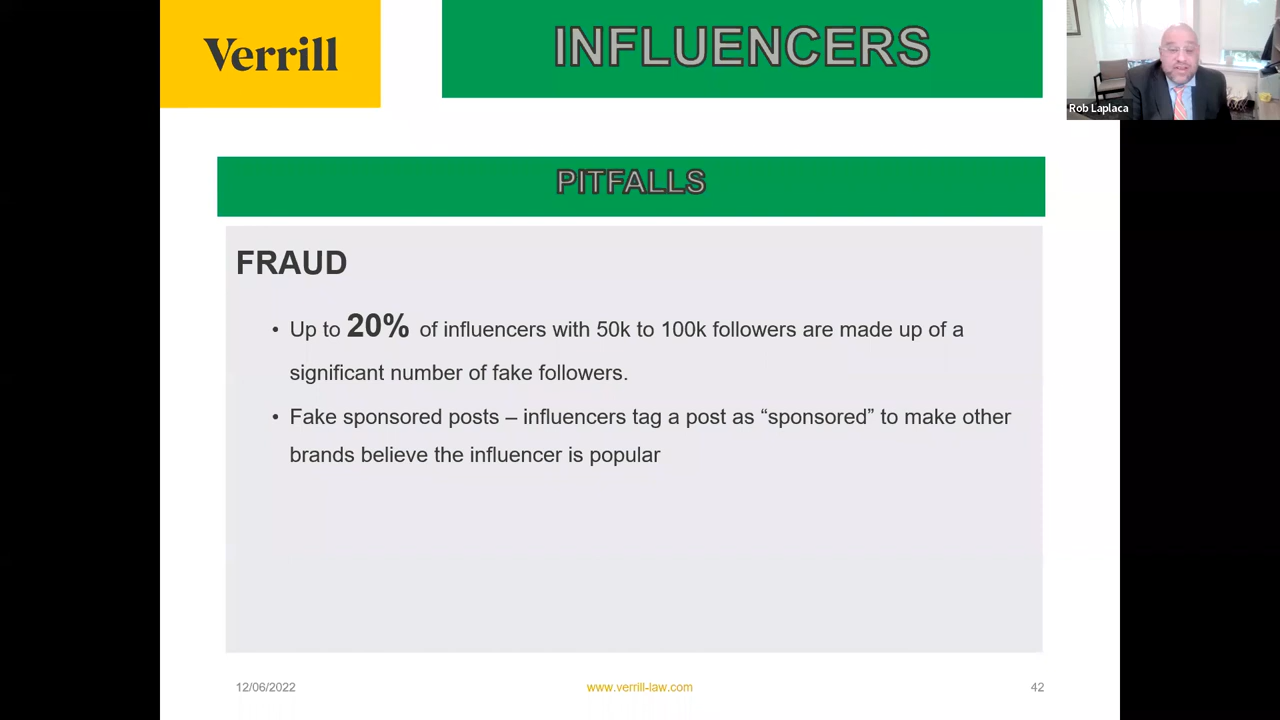 Verrill
INFLUENCERS
Rob Laplaca
PITFALLS
FRAUD
• Up to 20% of influencers with 50k to 100k followers are made up of a
significant number of fake followers.
• Fake sponsored posts – influencers tag a post as “sponsored” to make other
brands believe the influencer is popular
12/06/2022
www.verrill-law.com
42